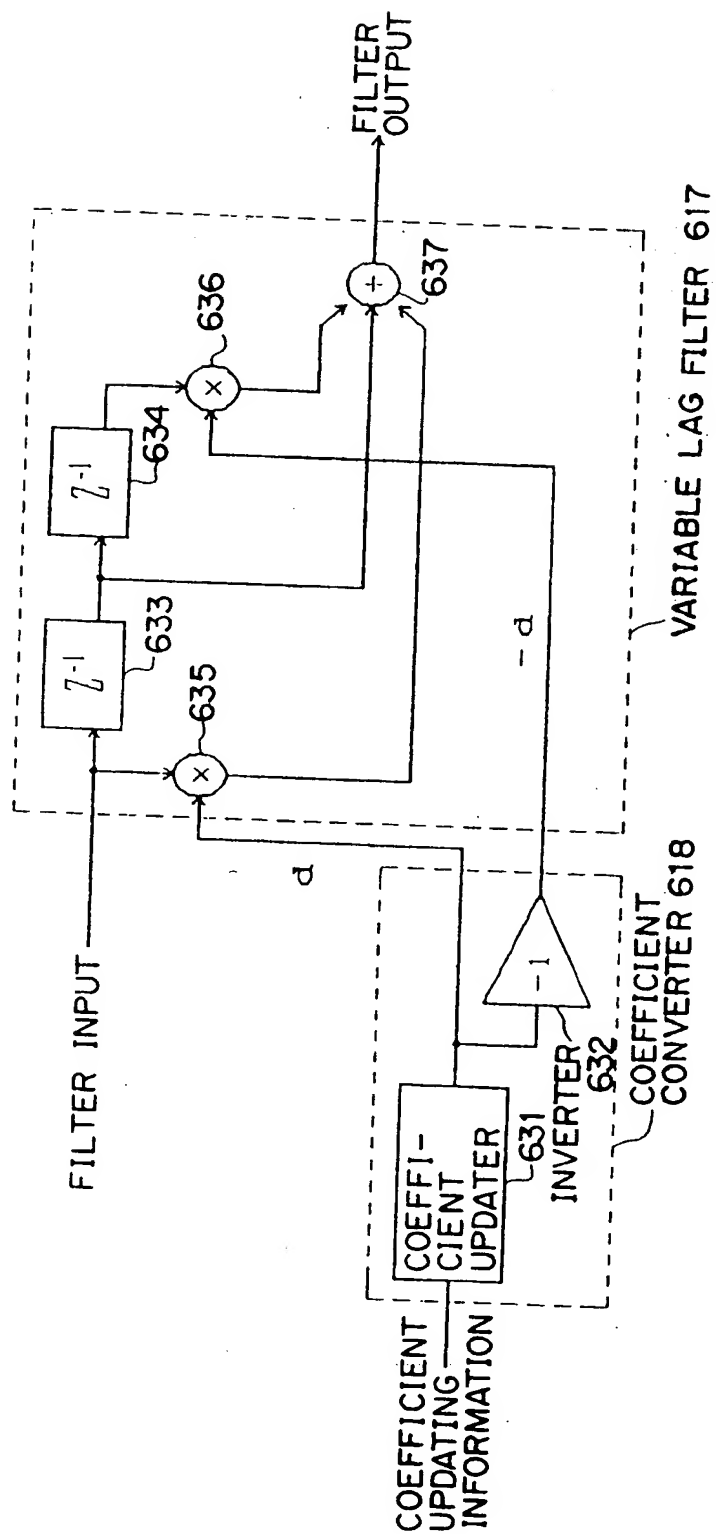 FILTER INPUT
Z-1
633
Z-1
634
×
635
×
636
+
637
FILTER
OUTPUT
d
-d
VARIABLE LAG FILTER 617
COEFFICIENT
UPDATING
INFORMATION
COEFFI-
CIENT
UPDATER
631
-1
INVERTER
632
COEFFICIENT
CONVERTER 618